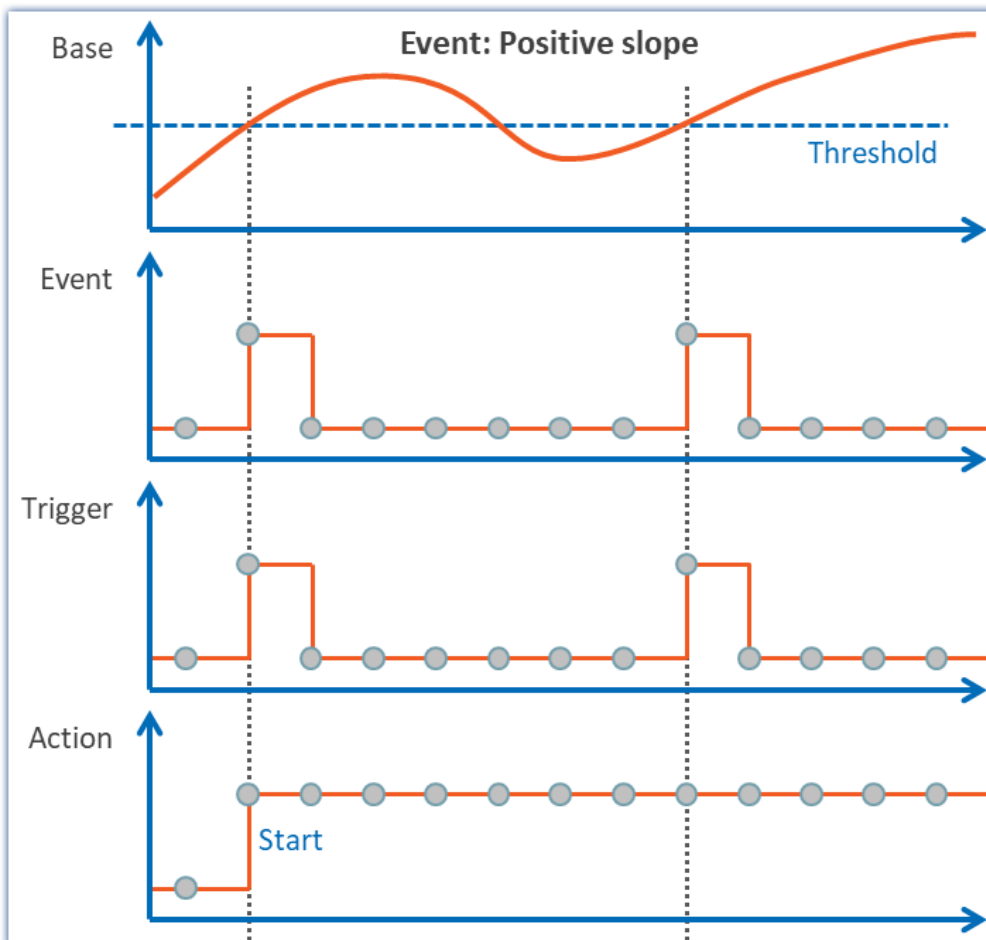 Base
Event: Positive slope
Threshold
Event
Trigger
Action
Start